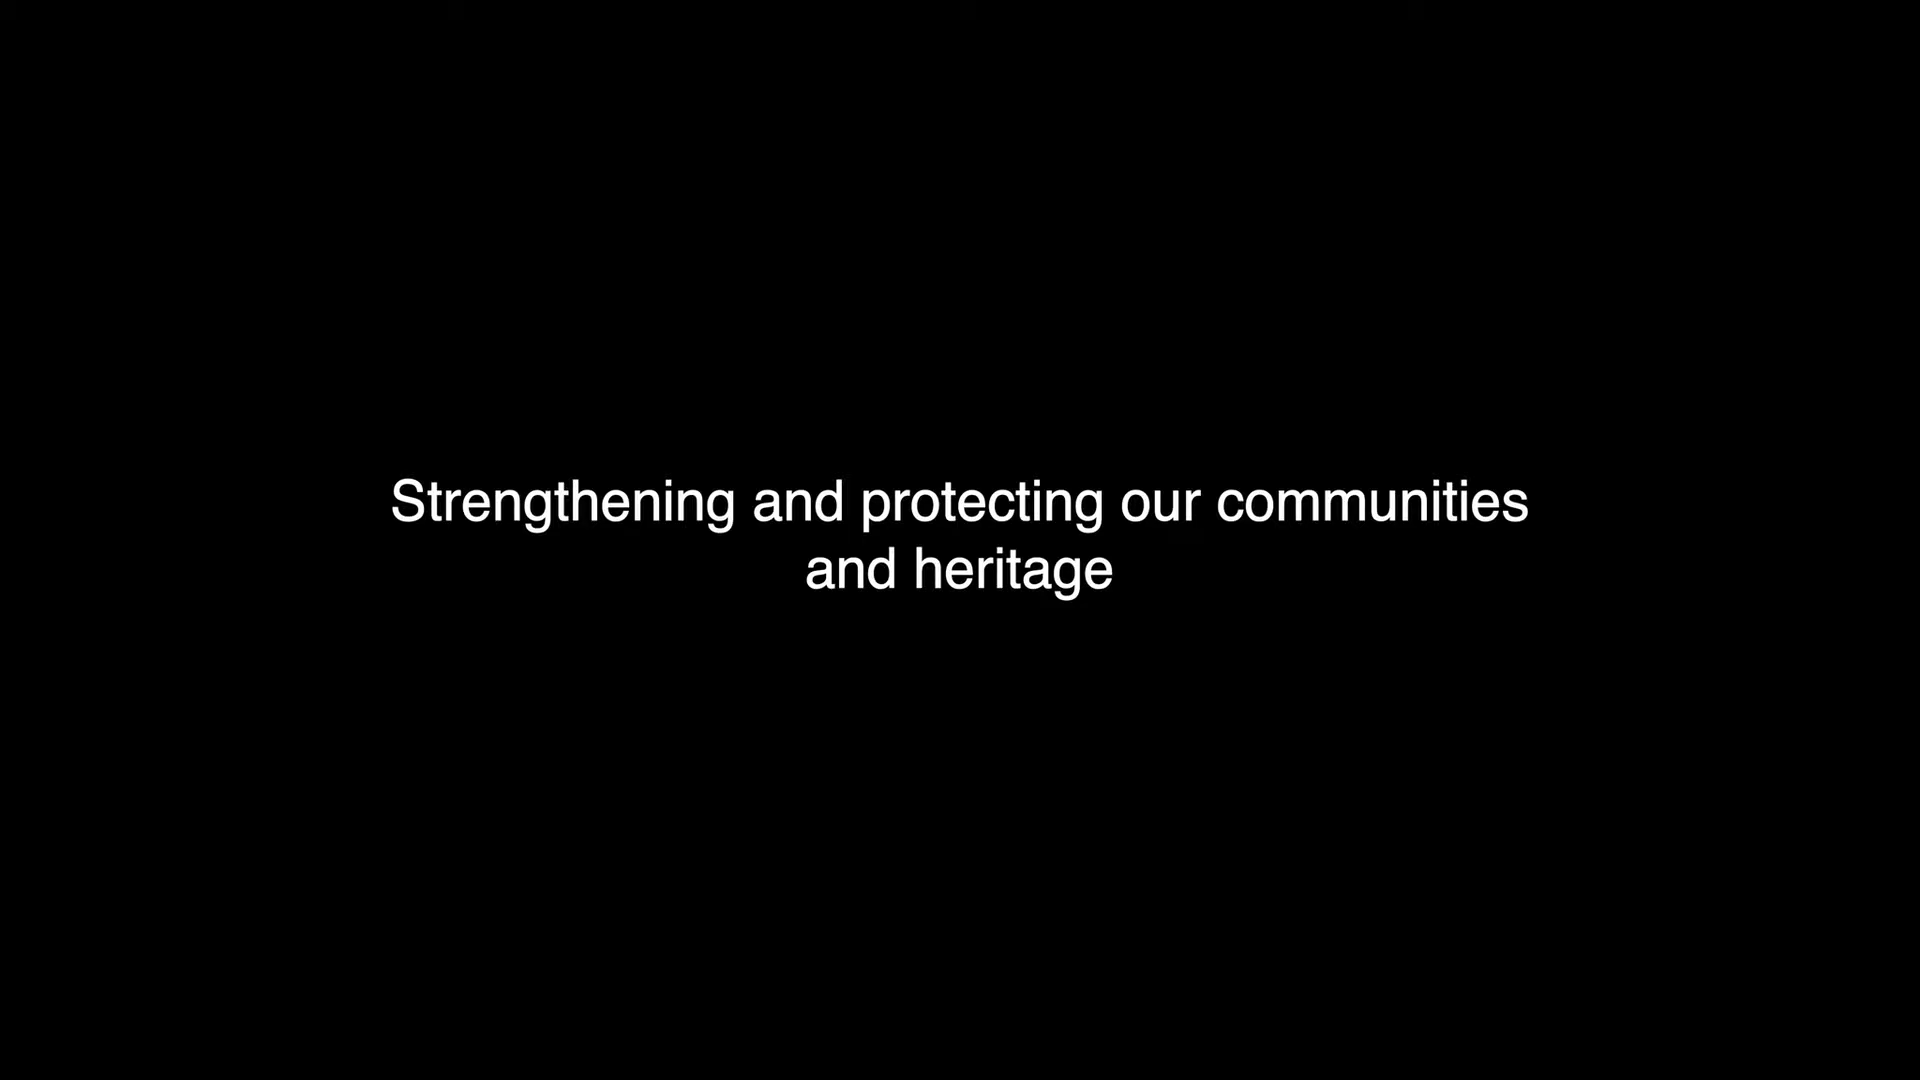 Strengthening and protecting our communities
and heritage